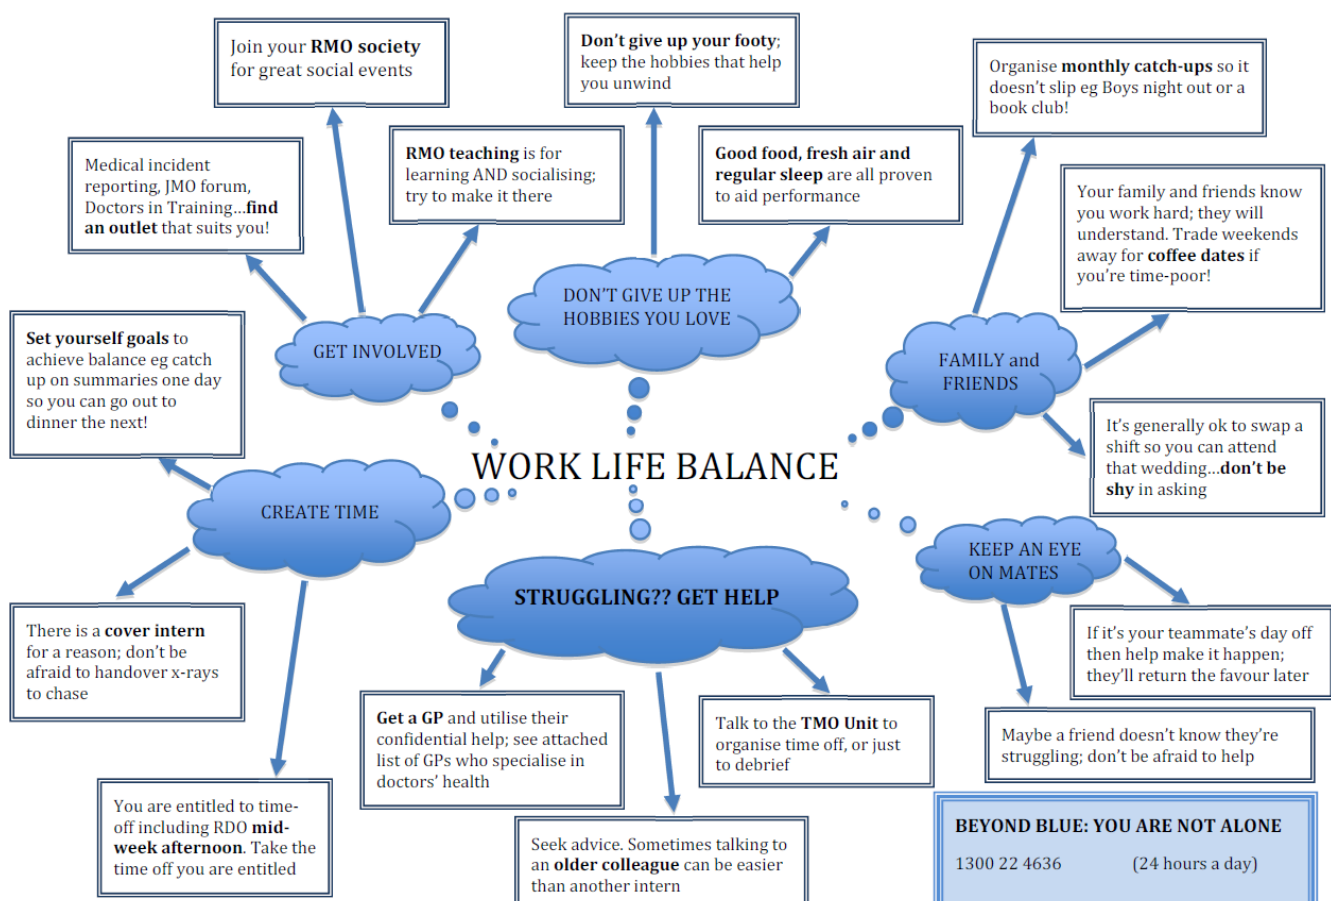 Join your RMO society
for great social events
Don’t give up your footy;
keep the hobbies that help
you unwind
Organise monthly catch-ups so it
doesn’t slip eg Boys night out or a
book club!
Medical incident
reporting, JMO forum,
Doctors in Training...find
an outlet that suits you!
RMO teaching is for
learning AND socialising;
try to make it there
Good food, fresh air and
regular sleep are all proven
to aid performance
Your family and friends know
you work hard; they will
understand. Trade weekends
away for coffee dates if
you’re time-poor!
Set yourself goals to
achieve balance eg catch
up on summaries one day
so you can go out to
dinner the next!
GET INVOLVED
DON’T GIVE UP THE
HOBBIES YOU LOVE
FAMILY and
FRIENDS
It’s generally ok to swap a
shift so you can attend
that wedding...don’t be
shy in asking
WORK LIFE BALANCE
CREATE TIME
STRUGGLING?? GET HELP
KEEP AN EYE
ON MATES
There is a cover intern
for a reason; don’t be
afraid to handover x-rays
to chase
If it’s your teammate’s day off
then help make it happen;
they’ll return the favour later
Get a GP and utilise their
confidential help; see attached
list of GPs who specialise in
doctors’ health
Talk to the TMO Unit to
organise time off, or just
to debrief
Maybe a friend doesn’t know they’re
struggling; don’t be afraid to help
You are entitled to time-
off including RDO mid-
week afternoon. Take the
time off you are entitled
Seek advice. Sometimes talking to
an older colleague can be easier
than another intern
BEYOND BLUE: YOU ARE NOT ALONE
1300 22 4636 (24 hours a day)